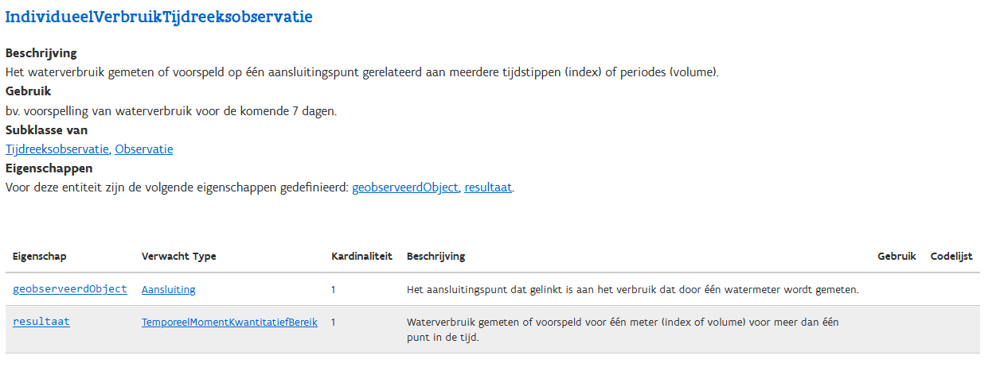 IndividueelVerbruikTijdreeksobservatie
Beschrijving
Het waterverbruik gemeten of voorspeld op één aansluitingspunt gerelateerd aan meerdere tijdstippen (index) of periodes (volume).
Gebruik
bv. voorspelling van waterverbruik voor de komende 7 dagen.
Subklasse van
Tijdreeksobservatie, Observatie
Eigenschappen
Voor deze entiteit zijn de volgende eigenschappen gedefinieerd: geobserveerdObject, resultaat.
Eigenschap Verwacht Type Kardinaliteit Beschrijving Gebruik Codelijst
geobserveerdObject Aansluiting 1 Het aansluitingspunt dat gelinkt is aan het verbruik dat door één watermeter wordt gemeten.
resultaat TemporeelMomentKwantitatiefBereik 1 Waterverbruik gemeten of voorspeld voor één meter (index of volume) voor meer dan één
punt in de tijd.